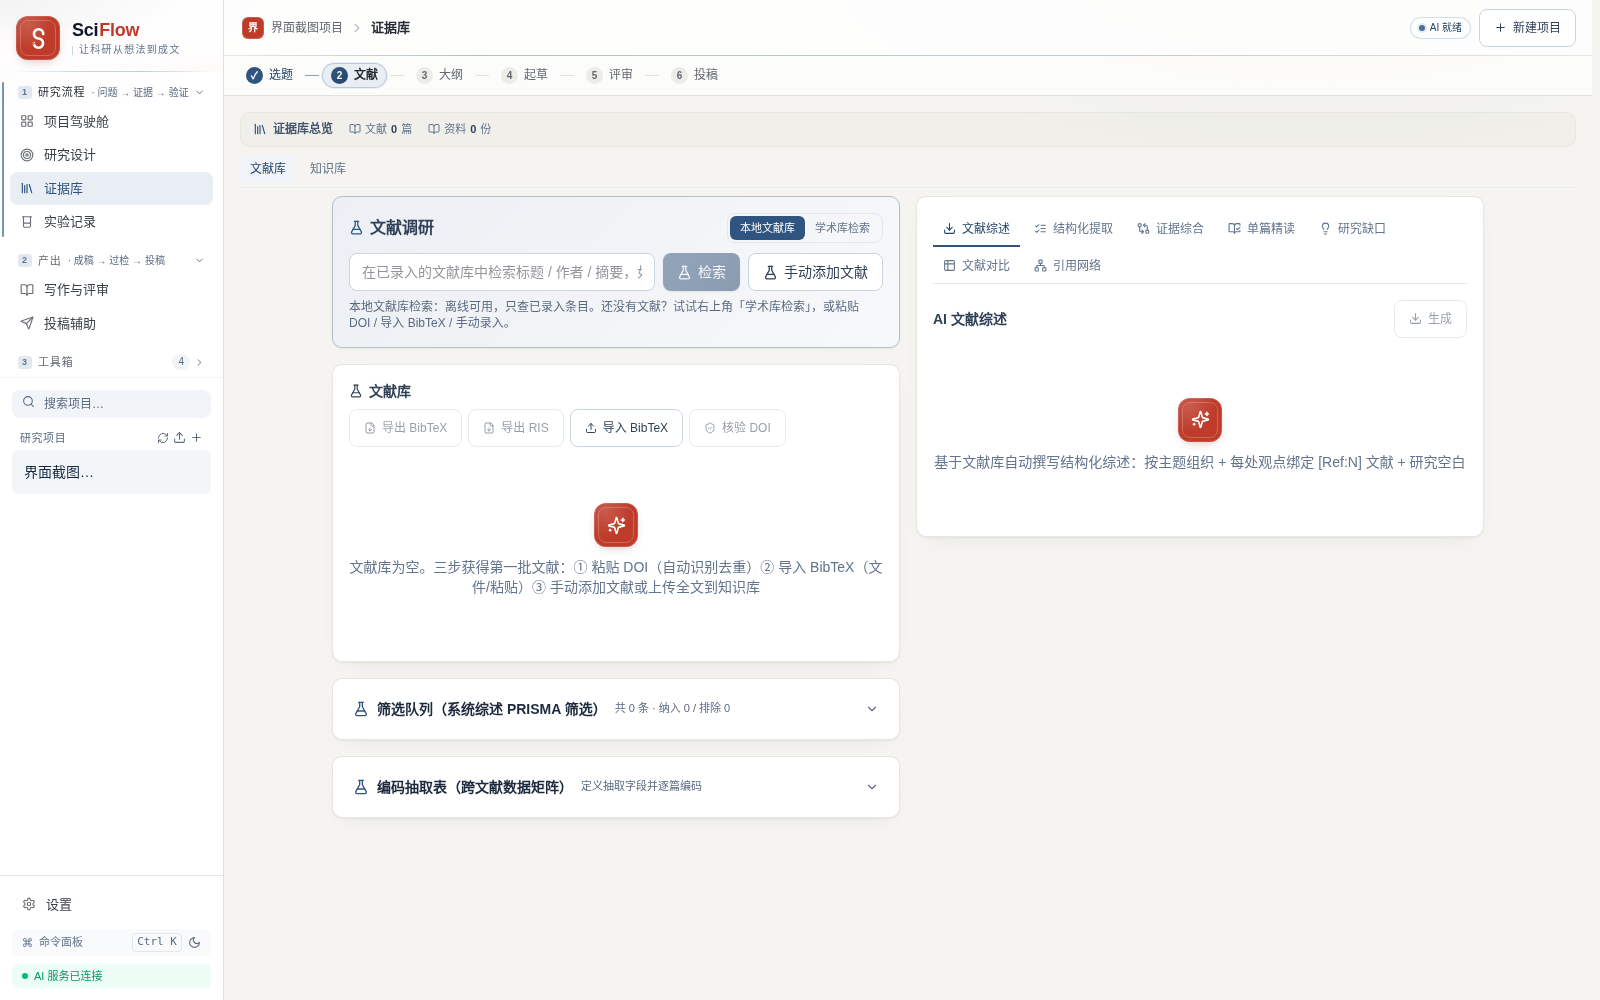 SciFlow
让科研从想法到成文
1 研究流程 · 问题 → 证据 → 验证
项目驾驶舱
研究设计
证据库
实验记录
2 产出 · 成稿 → 过检 → 投稿
写作与评审
投稿辅助
3 工具箱 4
搜索项目…
研究项目
界面截图…
设置
命令面板 Ctrl K
AI 服务已连接
界 界面截图项目 证据库
AI 就绪
新建项目
选题 2 文献 3 大纲 4 起草 5 评审 6 投稿
证据库总览 文献 0 篇 资料 0 份
文献库 知识库
文献调研
本地文献库 学术库检索
在已录入的文献库中检索标题 / 作者 / 摘要，
检索
手动添加文献
本地文献库检索：离线可用，只查已录入条目。还没有文献？试试右上角「学术库检索」，或粘贴
DOI / 导入 BibTeX / 手动录入。
文献库
导出 BibTeX 导出 RIS 导入 BibTeX 核验 DOI
文献库为空。三步获得第一批文献：① 粘贴 DOI（自动识别去重）② 导入 BibTeX（文
件/粘贴）③ 手动添加文献或上传全文到知识库
筛选队列（系统综述 PRISMA 筛选） 共 0 条 · 纳入 0 / 排除 0
编码抽取表（跨文献数据矩阵） 定义抽取字段并逐篇编码
文献综述 结构化提取 证据综合 单篇精读 研究缺口
文献对比 引用网络
AI 文献综述
生成
基于文献库自动撰写结构化综述：按主题组织 + 每处观点绑定 [Ref:N] 文献 + 研究空白